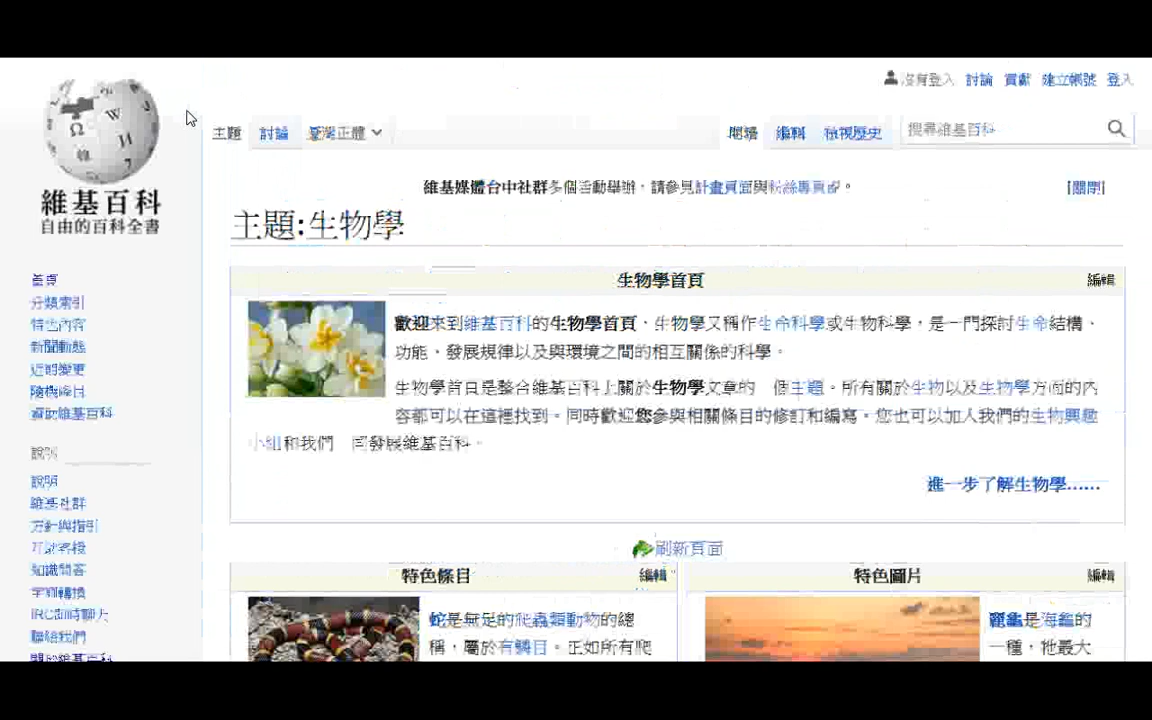 沒有登入 討論 貢獻 建立帳號 登入
主題 討論 臺灣正體 閱讀 編輯 檢視歷史 搜尋維基百科
維基百科
自由的百科全書
維基媒體台中社群多個活動舉辦，請參見計畫頁面與粉絲專頁。 [關閉]
主題:生物學
首頁
分類索引
特色內容
新聞動態
近期變更
隨機條目
資助維基百科
說明
說明
維基社群
方針與指引
互助客棧
知識問答
字詞轉換
IRC即時聊天
聯絡我們
關於維基百科
生物學首頁 編輯
歡迎來到維基百科的生物學首頁、生物學又稱作生命科學或生物科學，是一門探討生命結構、
功能、發展規律以及與環境之間的相互關係的科學。
生物學首頁是整合維基百科上關於生物學文章的 個主題。所有關於生物以及生物學方面的內
容都可以在這裡找到。同時歡迎您參與相關條目的修訂和編寫。您也可以加入我們的生物興趣
小組和我們 同發展維基百科。
進一步了解生物學......
刷新頁面
特色條目 編輯
蛇是無足的爬蟲類動物的總
稱，屬於有鱗目。正如所有爬
特色圖片 編輯
是海龜的
一種，牠最大